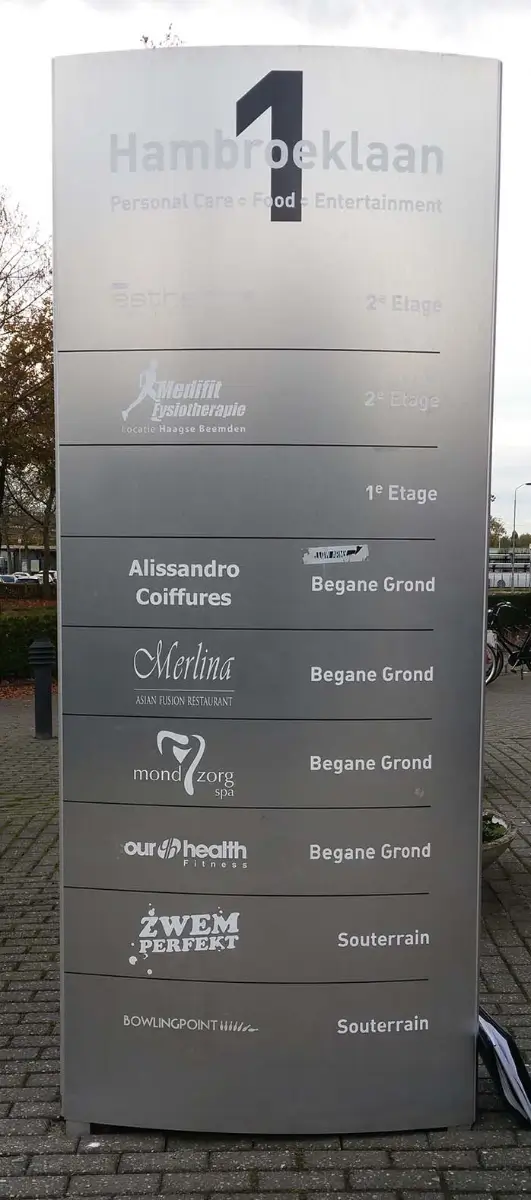 1
Hambroeklaan
Personal Care Food Entertainment
2e Etage
Medifit
Fysiotherapie
Locatie Haagse Beemden
2e Etage
1e Etage
Alissandro
Coiffures
Begane Grond
Merlina
ASIAN FUSION RESTAURANT
Begane Grond
mond zorg
spa
Begane Grond
our health
Fitness
Begane Grond
ZWEM
PERFEKT
Souterrain
BOWLINGPOINT
Souterrain